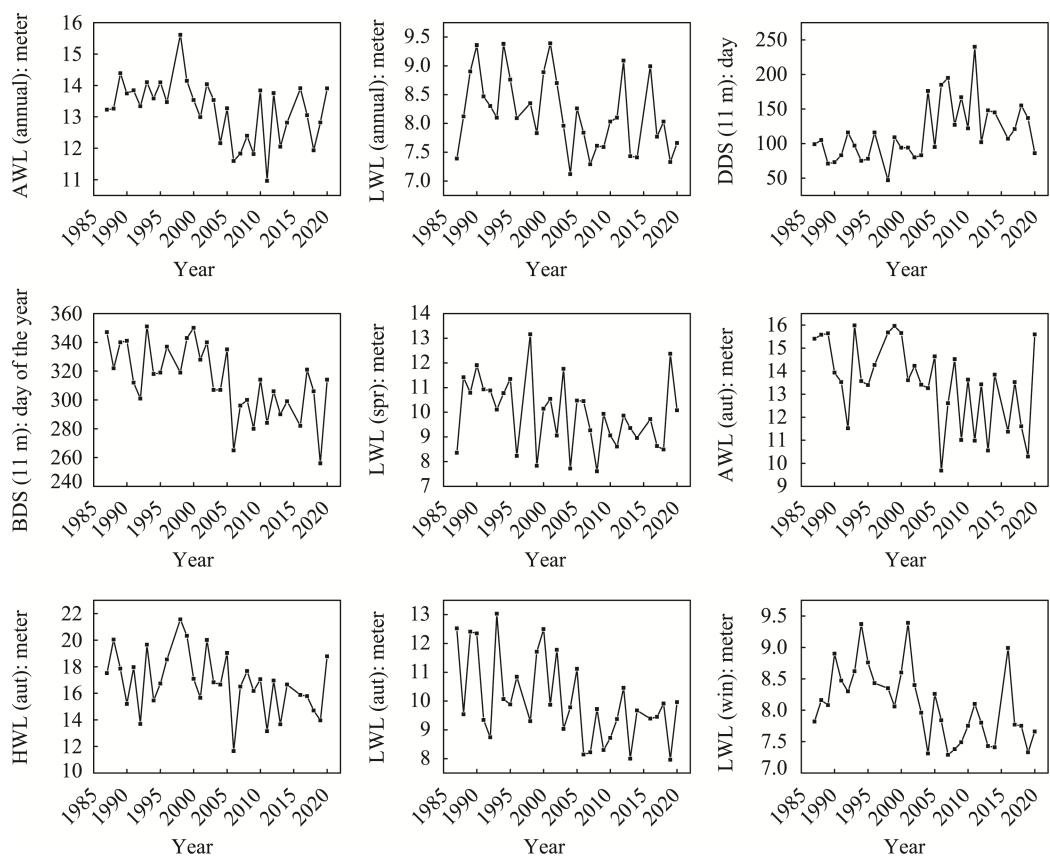 AWL (annual): meter
16
15
14
13
12
11
1985 1990 1995 2000 2005 2010 2015 2020
Year
LWL (annual): meter
9.5
9.0
8.5
8.0
7.5
7.0
1985 1990 1995 2000 2005 2010 2015 2020
Year
DDS (11 m): day
250
200
150
100
50
1985 1990 1995 2000 2005 2010 2015 2020
Year
BDS (11 m): day of the year
360
340
320
300
280
260
240
1985 1990 1995 2000 2005 2010 2015 2020
Year
LWL (spr): meter
14
13
12
11
10
9
8
7
1985 1990 1995 2000 2005 2010 2015 2020
Year
AWL (aut): meter
16
15
14
13
12
11
10
9
1985 1990 1995 2000 2005 2010 2015 2020
Year
HWL (aut): meter
22
20
18
16
14
12
10
1985 1990 1995 2000 2005 2010 2015 2020
Year
LWL (aut): meter
13
12
11
10
9
8
1985 1990 1995 2000 2005 2010 2015 2020
Year
LWL (win): meter
9.5
9.0
8.5
8.0
7.5
7.0
1985 1990 1995 2000 2005 2010 2015 2020
Year